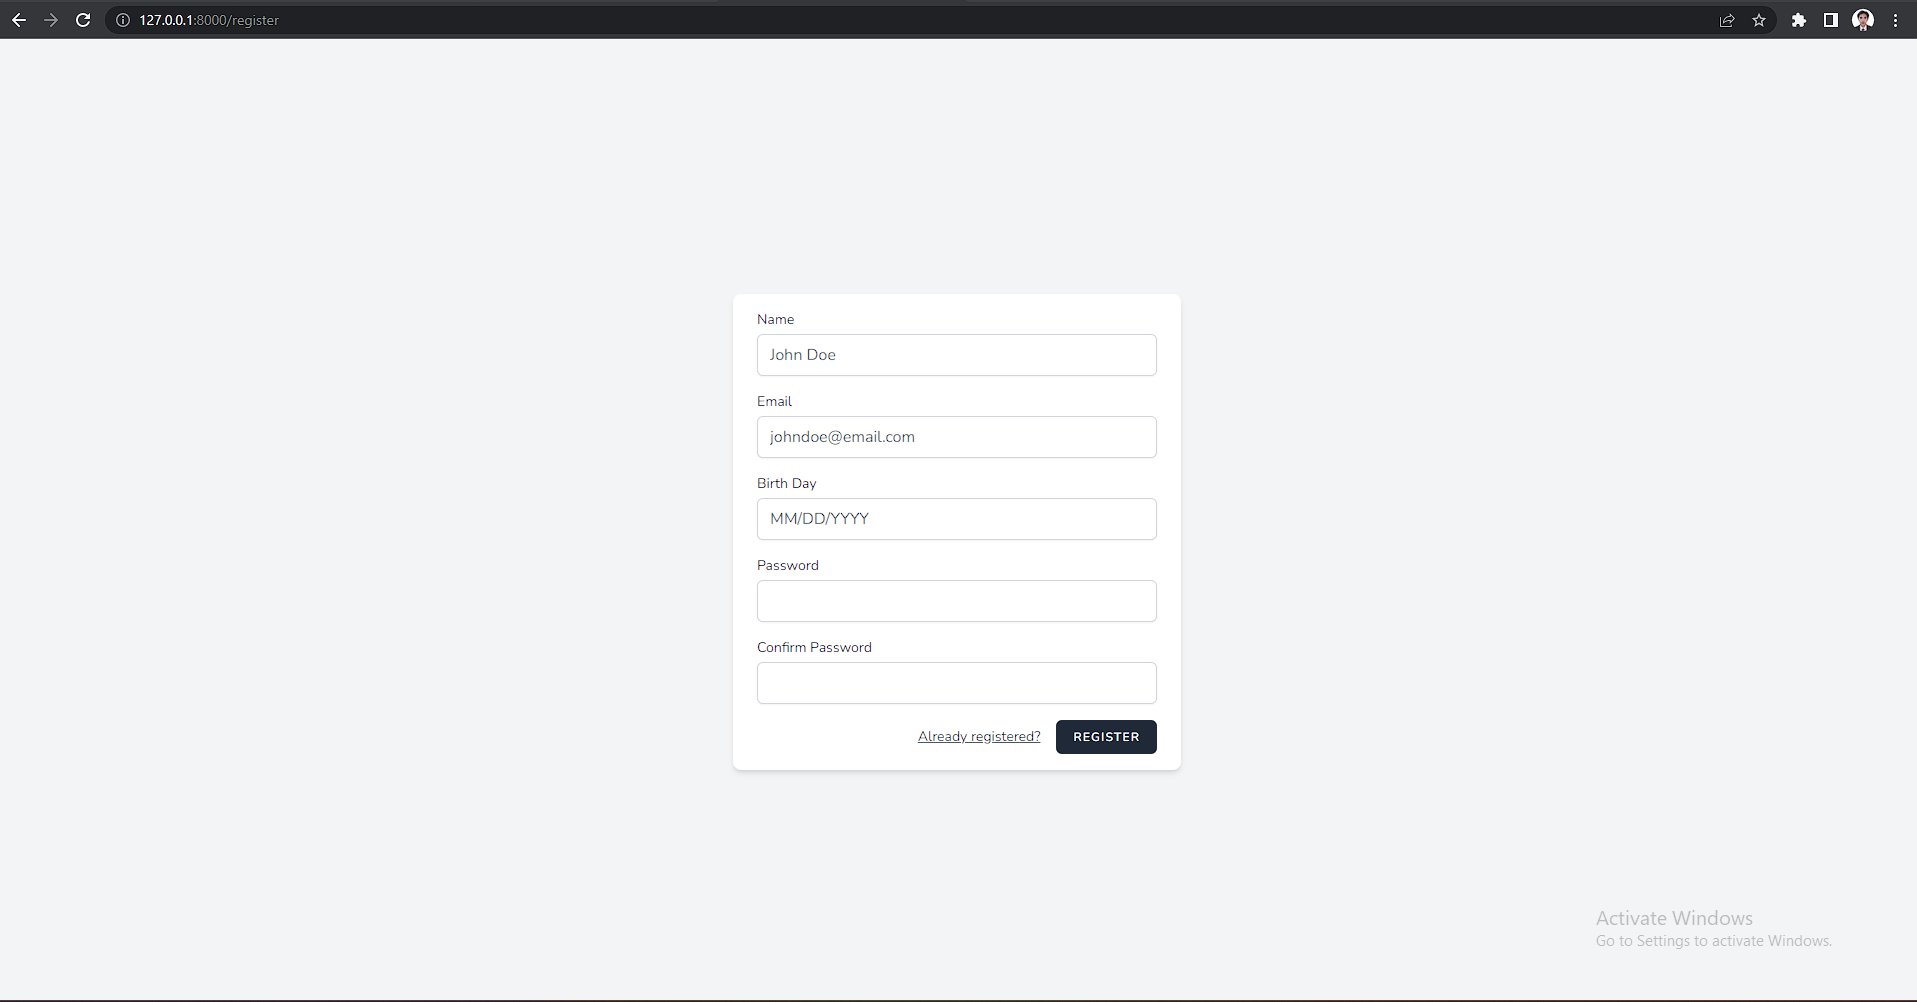 127.0.0.1:8000/register
Name
John Doe
Email
johndoe@email.com
Birth Day
MM/DD/YYYY
Password
Confirm Password
Already registered? REGISTER
Activate Windows
Go to Settings to activate Windows.